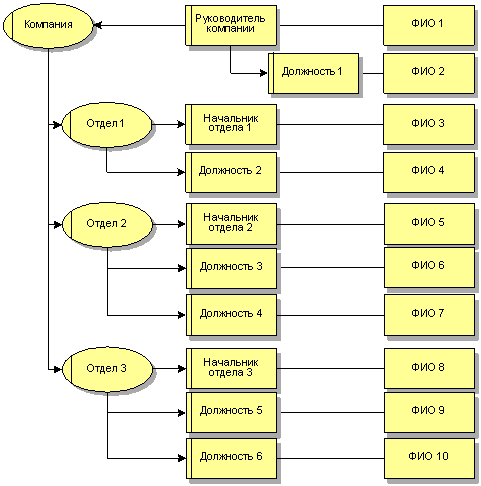 Компания
Руководитель
компании
ФИО 1
Должность 1
ФИО 2
Отдел 1
Начальник
отдела 1
ФИО 3
Должность 2
ФИО 4
Отдел 2
Начальник
отдела 2
ФИО 5
Должность 3
ФИО 6
Должность 4
ФИО 7
Отдел 3
Начальник
отдела 3
ФИО 8
Должность 5
ФИО 9
Должность 6
ФИО 10